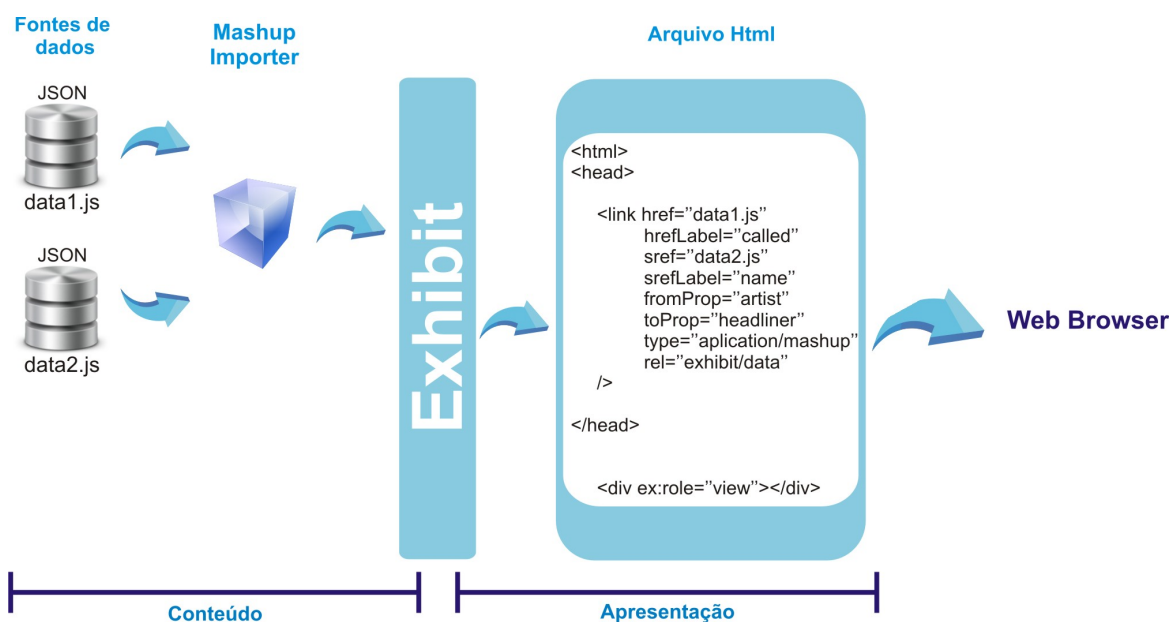 Fontes de
dados
Mashup
Importer
Arquivo Html
JSON
data1.js
JSON
data2.js
Exhibit
<html>
<head>
<link href=’’data1.js’’
hrefLabel=’’called’’
sref=’’data2.js’’
srefLabel=’’name’’
fromProp=’’artist’’
toProp=’’headliner’’
type=’’aplication/mashup’’
rel=’’exhibit/data’’
/>
</head>
<div ex:role=’’view’’></div>
Web Browser
Conteúdo
Apresentação